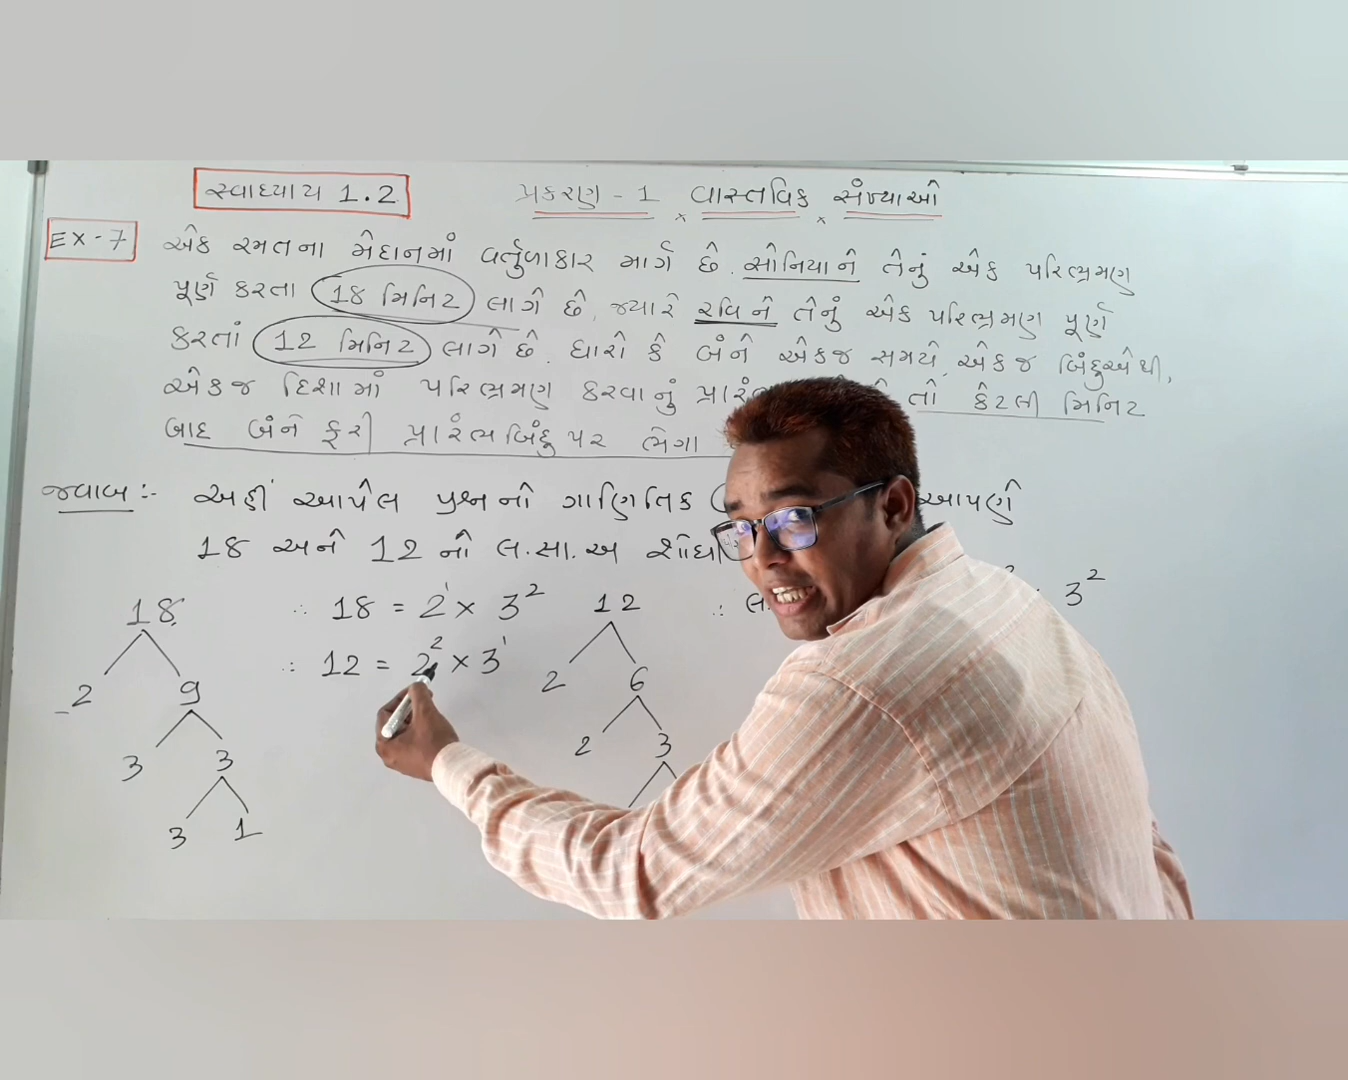 સ્વાધ્યાય 1.2
પ્રકરણ - 1 વાસ્તવિક સંખ્યાઓ
EX - 7
એક રમતના મેદાનમાં વર્તુળાકાર માર્ગ છે. સોનિયાને તેનું એક પરિભ્રમણ
પૂર્ણ કરતા 18 મિનિટ લાગે છે, જ્યારે રવિને તેનું એક પરિભ્રમણ પૂર્ણ
કરતાં 12 મિનિટ લાગે છે. ધારો કે બંને એકજ સમયે, એક જ બિંદુએથી,
એકજ દિશામાં પરિભ્રમણ કરવાનું તો કેટલી મિનિટ
બાદ બંને ફરી પ્રારંભબિંદુ પર ભેગા
જવાબ :- અહીં આપેલ પ્રશ્નનો ગાણિતિક આપણે
18 અને 12 નો લ.સા.અ
18
2 9
3 3
3 1
∴ 18 = 2¹ × 3²
∴ 12 = 2² × 3¹
12
2 6
2 3
∴ 3²